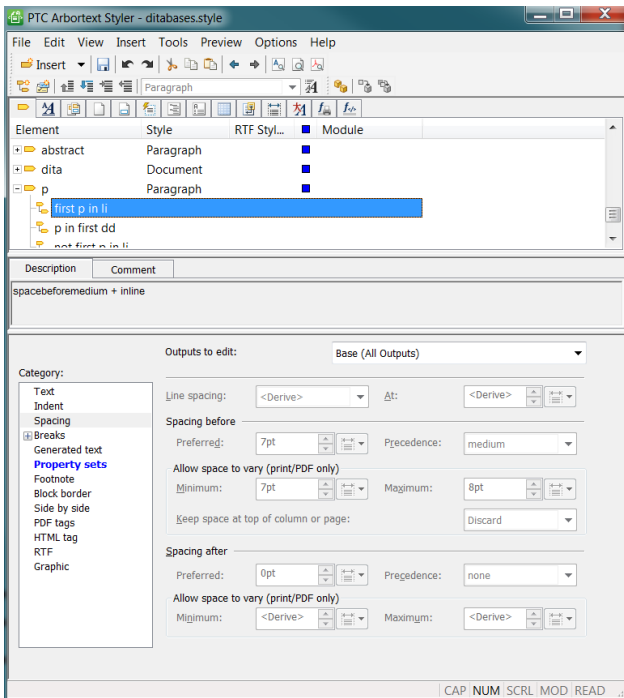 PTC Arbortext Styler - ditabases.style
File Edit View Insert Tools Preview Options Help
Insert
Paragraph
Element Style RTF Styl... Module
abstract Paragraph
dita Document
p Paragraph
first p in li
p in first dd
not first p in li
Description Comment
spacebeforemedium + inline
Outputs to edit: Base (All Outputs)
Category:
Text
Indent
Spacing
Breaks
Generated text
Property sets
Footnote
Block border
Side by side
PDF tags
HTML tag
RTF
Graphic
Line spacing: <Derive> At: <Derive>
Spacing before
Preferred: 7pt Precedence: medium
Allow space to vary (print/PDF only)
Minimum: 7pt Maximum: 8pt
Keep space at top of column or page: Discard
Spacing after
Preferred: 0pt Precedence: none
Allow space to vary (print/PDF only)
Minimum: <Derive> Maximum: <Derive>
CAP NUM SCRL MOD READ